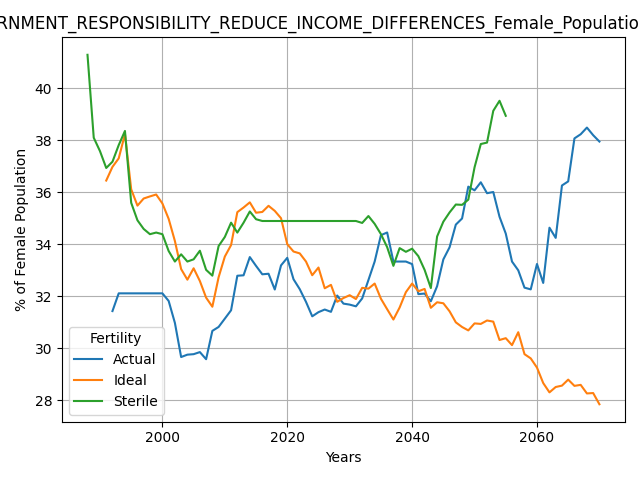 RNMENT_RESPONSIBILITY_REDUCE_INCOME_DIFFERENCES_Female_Populatio
40
38
36
34
32
30
28
% of Female Population
Fertility
Actual
Ideal
Sterile
2000 2020 2040 2060
Years